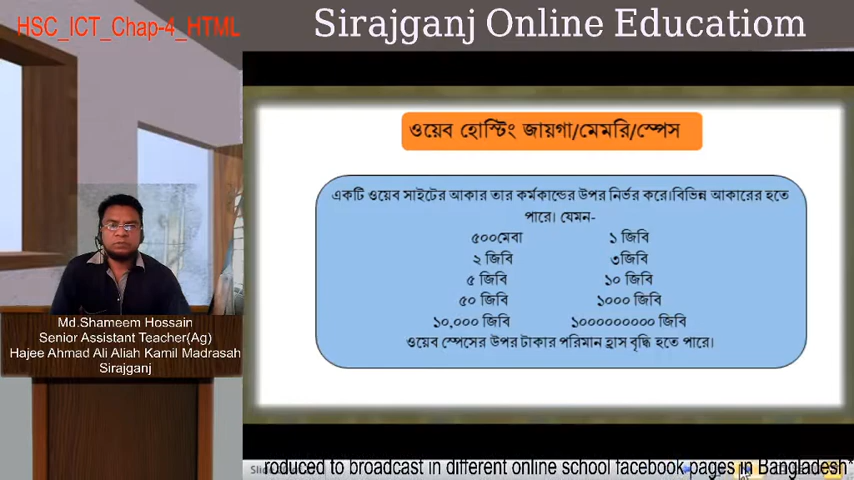 HSC_ICT_Chap-4_HTML
Sirajganj Online Educatiom
ওয়েব হোস্টিং জায়গা/মেমরি/স্পেস
একটি ওয়েব সাইটের আকার তার কর্মকান্ডের উপর নির্ভর করে।বিভিন্ন আকারের হতে
পারে। যেমন-
৫০০মেবা ১ জিবি
২ জিবি ৩জিবি
৫ জিবি ১০ জিবি
৫০ জিবি ১০০০ জিবি
১০,০০০ জিবি ১০০০০০০০০০ জিবি
ওয়েব স্পেসের উপর টাকার পরিমান হ্রাস বৃদ্ধি হতে পারে।
Md.Shameem Hossain
Senior Assistant Teacher(Ag)
Hajee Ahmad Ali Aliah Kamil Madrasah
Sirajganj
roduced to broadcast in different online school facebook pages in Bangladesh*